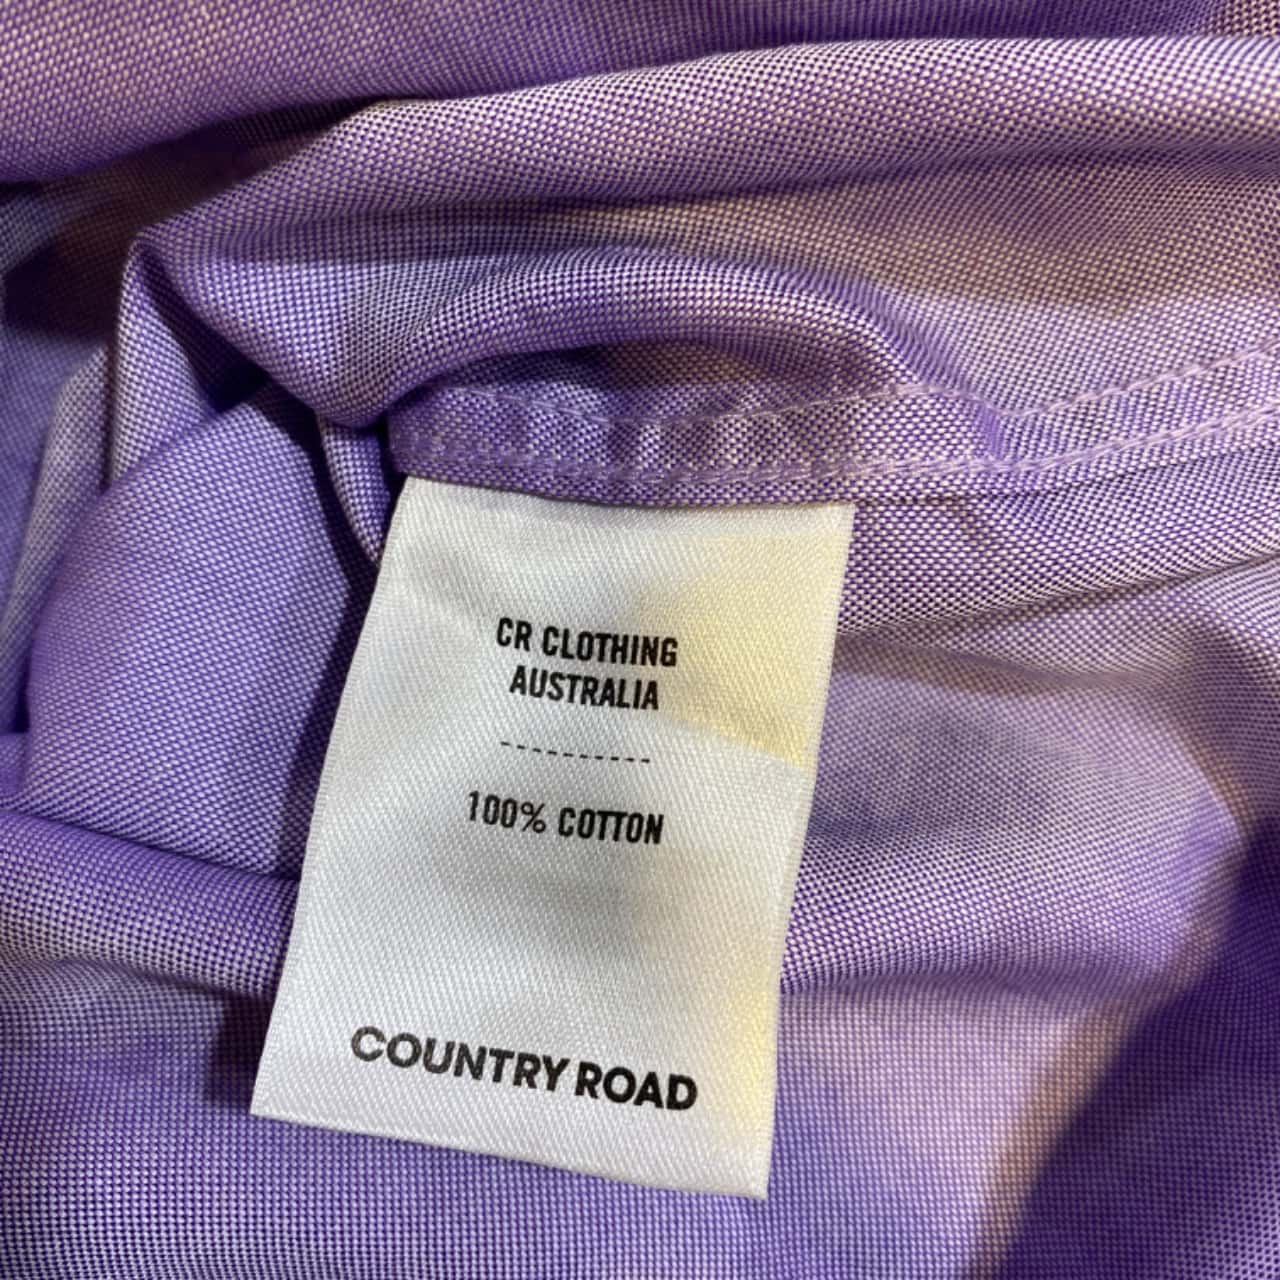 CR CLOTHING
AUSTRALIA
----------
100% COTTON
COUNTRY ROAD